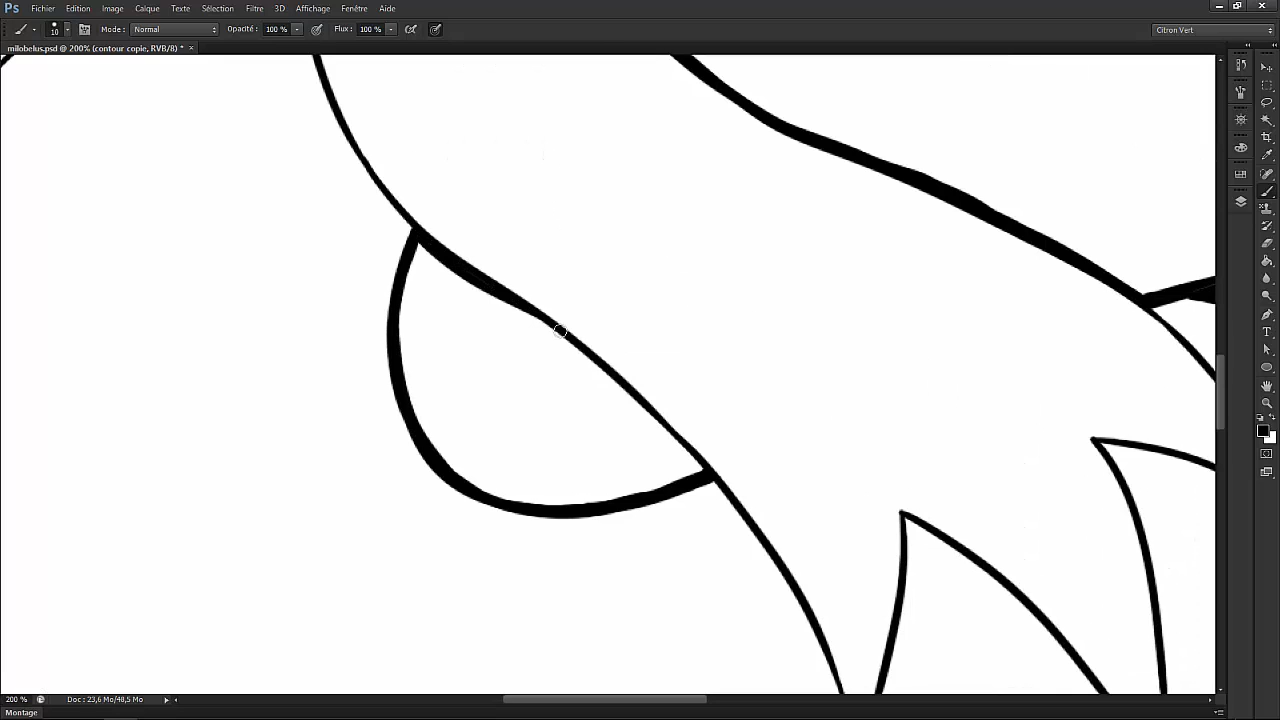 Ps Fichier Edition Image Calque Texte Sélection Filtre 3D Affichage Fenêtre Aide
10 Mode : Normal Opacité : 100 % Flux : 100 % Citron Vert
milobelus.psd @ 200% (contour copie, RVB/8) * ×
200 % Doc : 23,6 Mo/48,5 Mo
Montage